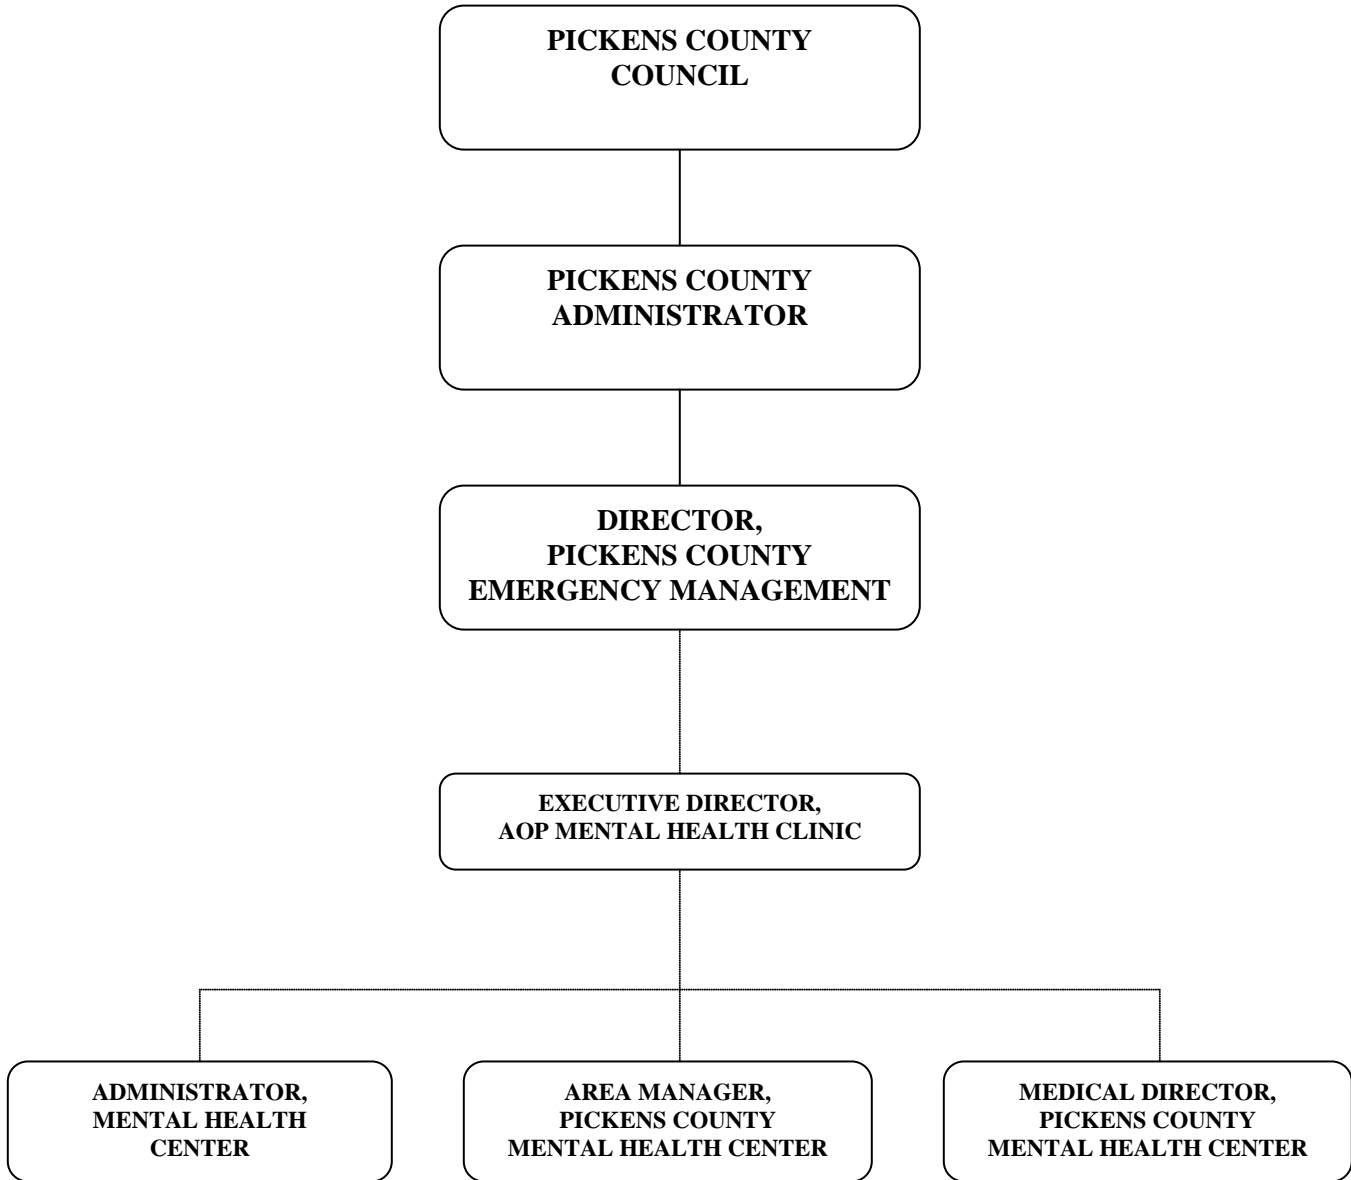 PICKENS COUNTY
COUNCIL
PICKENS COUNTY
ADMINISTRATOR
DIRECTOR,
PICKENS COUNTY
EMERGENCY MANAGEMENT
EXECUTIVE DIRECTOR,
AOP MENTAL HEALTH CLINIC
ADMINISTRATOR,
MENTAL HEALTH
CENTER
AREA MANAGER,
PICKENS COUNTY
MENTAL HEALTH CENTER
MEDICAL DIRECTOR,
PICKENS COUNTY
MENTAL HEALTH CENTER